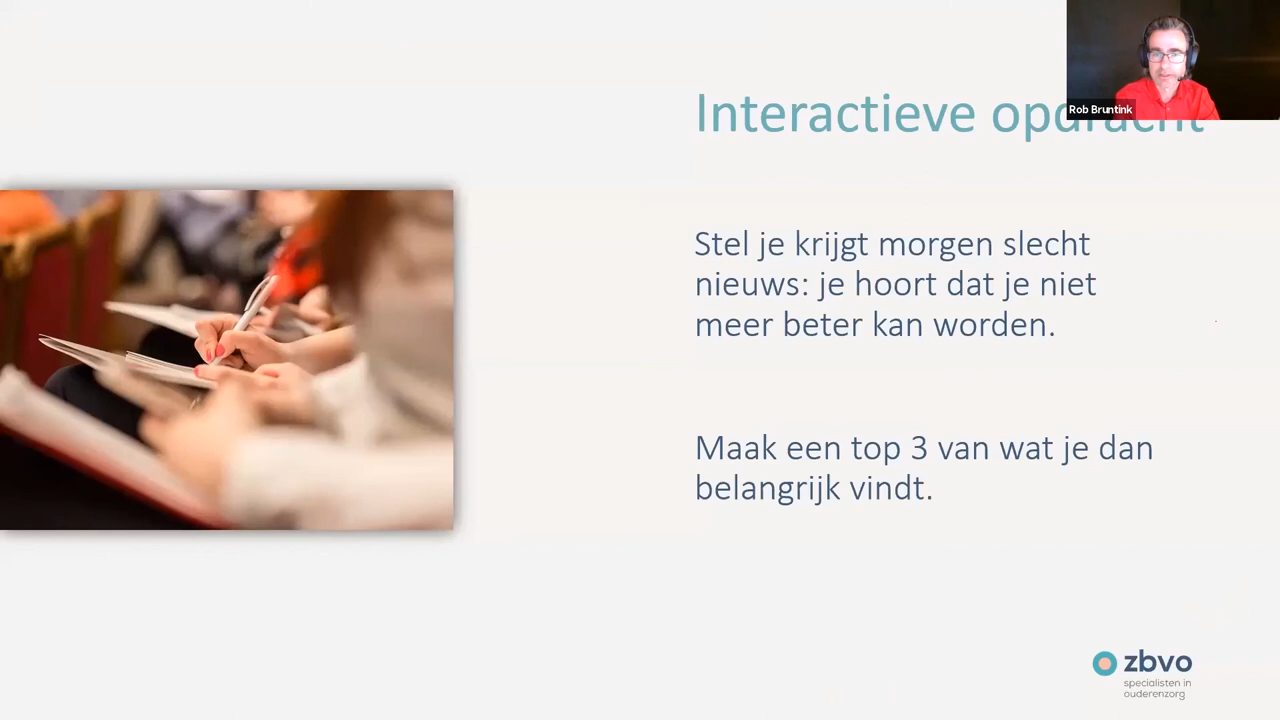 Rob Bruntink
Interactieve opdracht
Stel je krijgt morgen slecht
nieuws: je hoort dat je niet
meer beter kan worden.
Maak een top 3 van wat je dan
belangrijk vindt.
zbvo
specialisten in
ouderenzorg